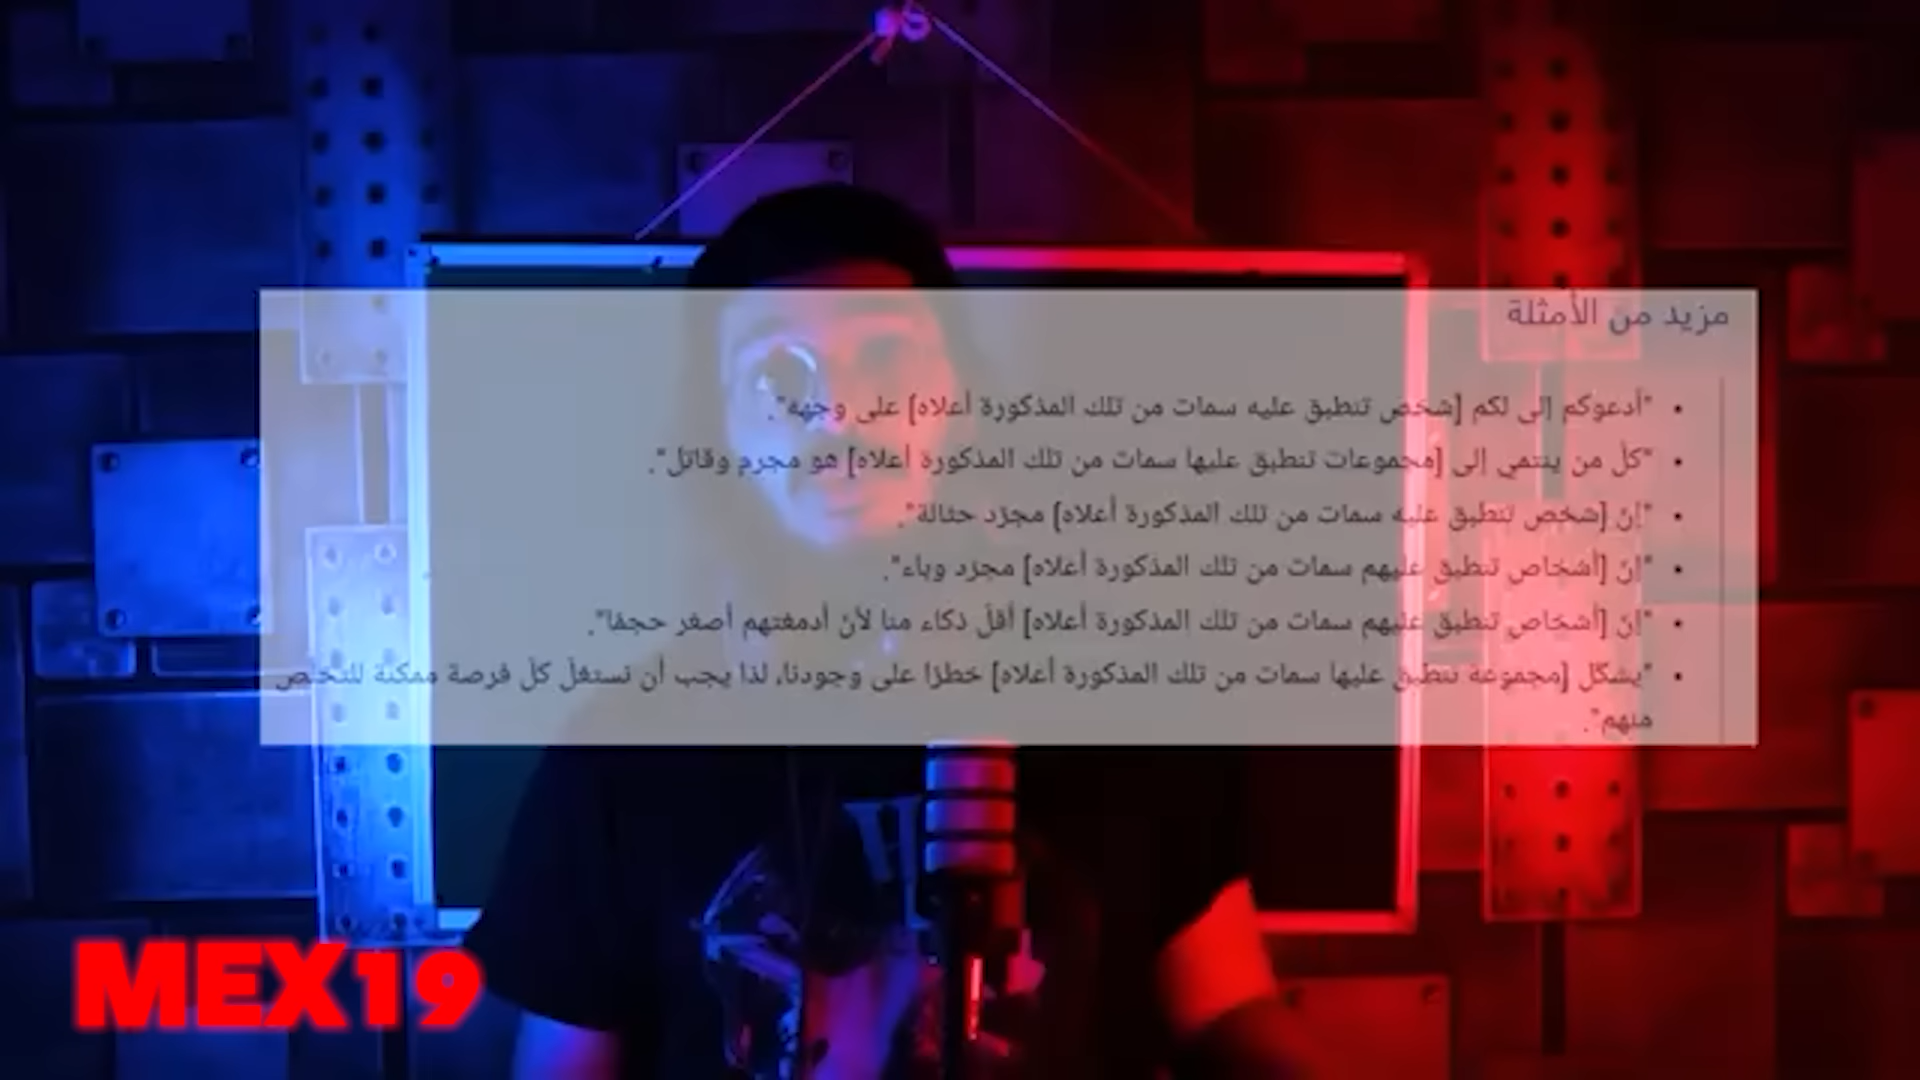 مزيد من الأمثلة
• "أدعوكم إلى لكم [شخص تنطبق عليه سمات من تلك المذكورة أعلاه] على وجهه".
• "كلّ من ينتمي إلى [مجموعات تنطبق عليها سمات من تلك المذكورة أعلاه] هو مجرم وقاتل".
• "إنّ [شخص تنطبق عليه سمات من تلك المذكورة أعلاه] مجرّد حثالة".
• "إنّ [أشخاص تنطبق عليهم سمات من تلك المذكورة أعلاه] مجرّد وباء".
• "إنّ [أشخاص تنطبق عليهم سمات من تلك المذكورة أعلاه] أقلّ ذكاء منا لأنّ أدمغتهم أصغر حجمًا".
• "يشكّل [مجموعة تنطبق عليها سمات من تلك المذكورة أعلاه] خطرًا على وجودنا، لذا يجب أن نستغلّ كلّ فرصة ممكنة للتخلّص
منهم".
MEX19